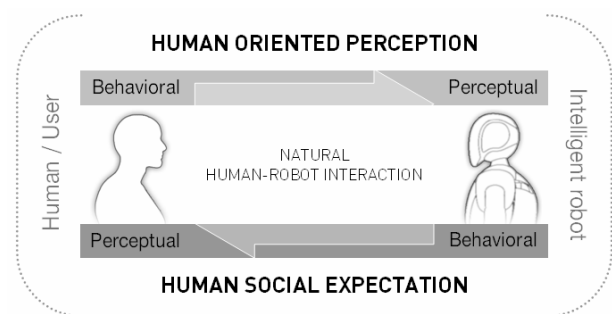 HUMAN ORIENTED PERCEPTION
Behavioral
Perceptual
Human / User
NATURAL
HUMAN-ROBOT INTERACTION
Intelligent robot
Perceptual
Behavioral
HUMAN SOCIAL EXPECTATION